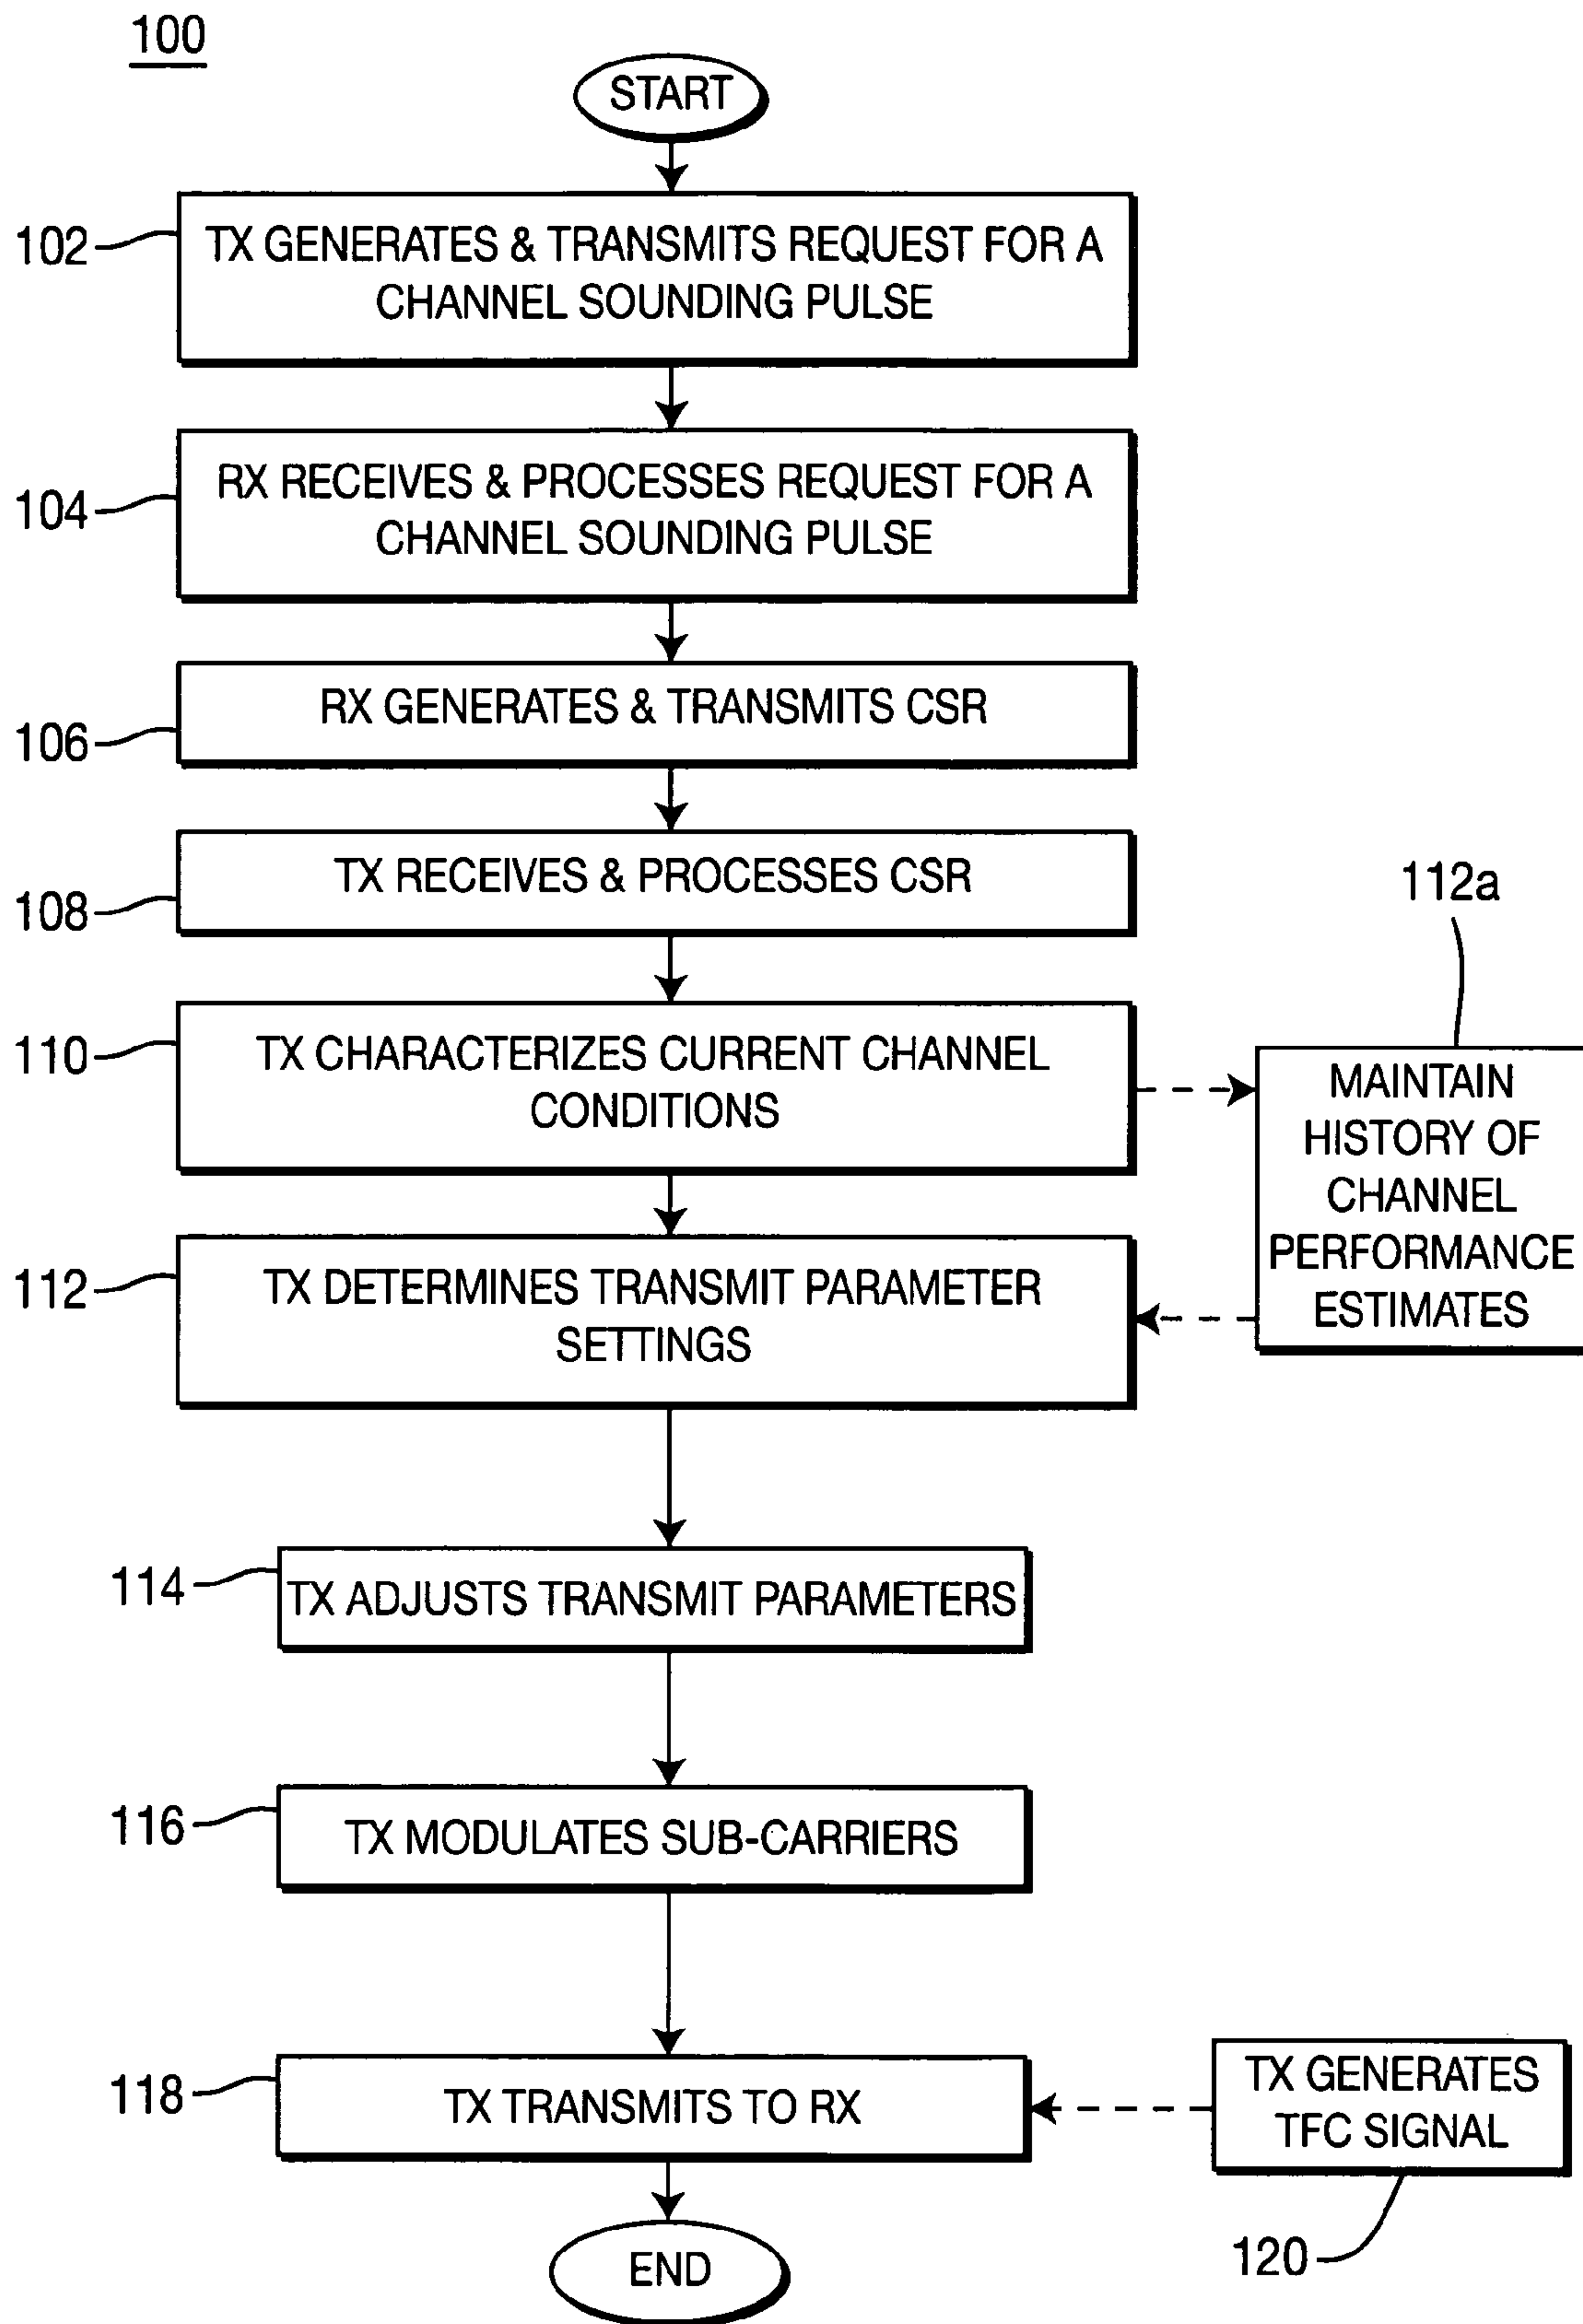 100
START
102
TX GENERATES & TRANSMITS REQUEST FOR A
CHANNEL SOUNDING PULSE
104
RX RECEIVES & PROCESSES REQUEST FOR A
CHANNEL SOUNDING PULSE
106
RX GENERATES & TRANSMITS CSR
108
TX RECEIVES & PROCESSES CSR
110
TX CHARACTERIZES CURRENT CHANNEL
CONDITIONS
112a
MAINTAIN
HISTORY OF
CHANNEL
PERFORMANCE
ESTIMATES
112
TX DETERMINES TRANSMIT PARAMETER
SETTINGS
114
TX ADJUSTS TRANSMIT PARAMETERS
116
TX MODULATES SUB-CARRIERS
118
TX TRANSMITS TO RX
TX GENERATES
TFC SIGNAL
120
END